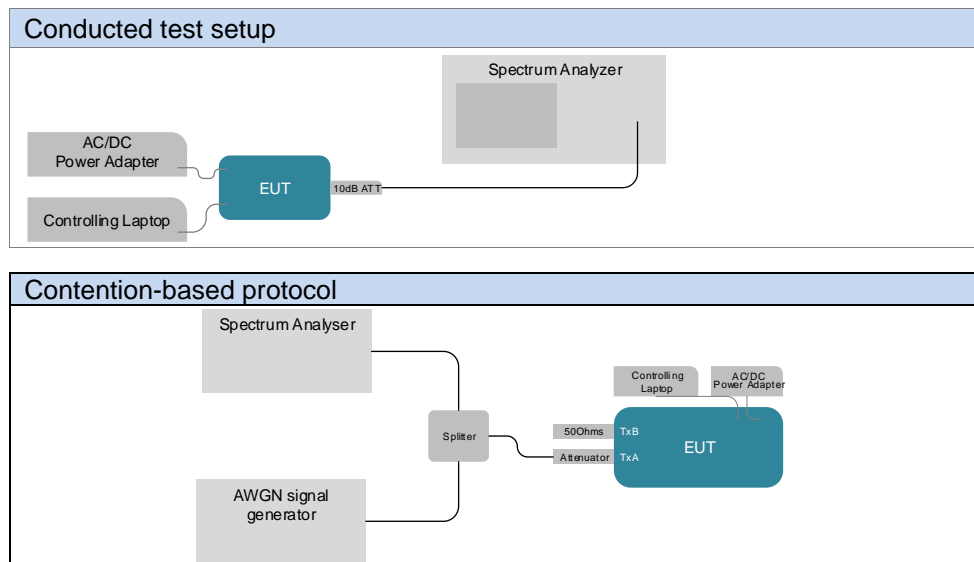 Conducted test setup
Spectrum Analyzer
AC/DC
Power Adapter
EUT
10dB ATT
Controlling Laptop
Contention-based protocol
Spectrum Analyser
Controlling
Laptop
AC/DC
Power Adapter
Splitter
50Ohms
TxB
EUT
Attenuator
TxA
AWGN signal
generator